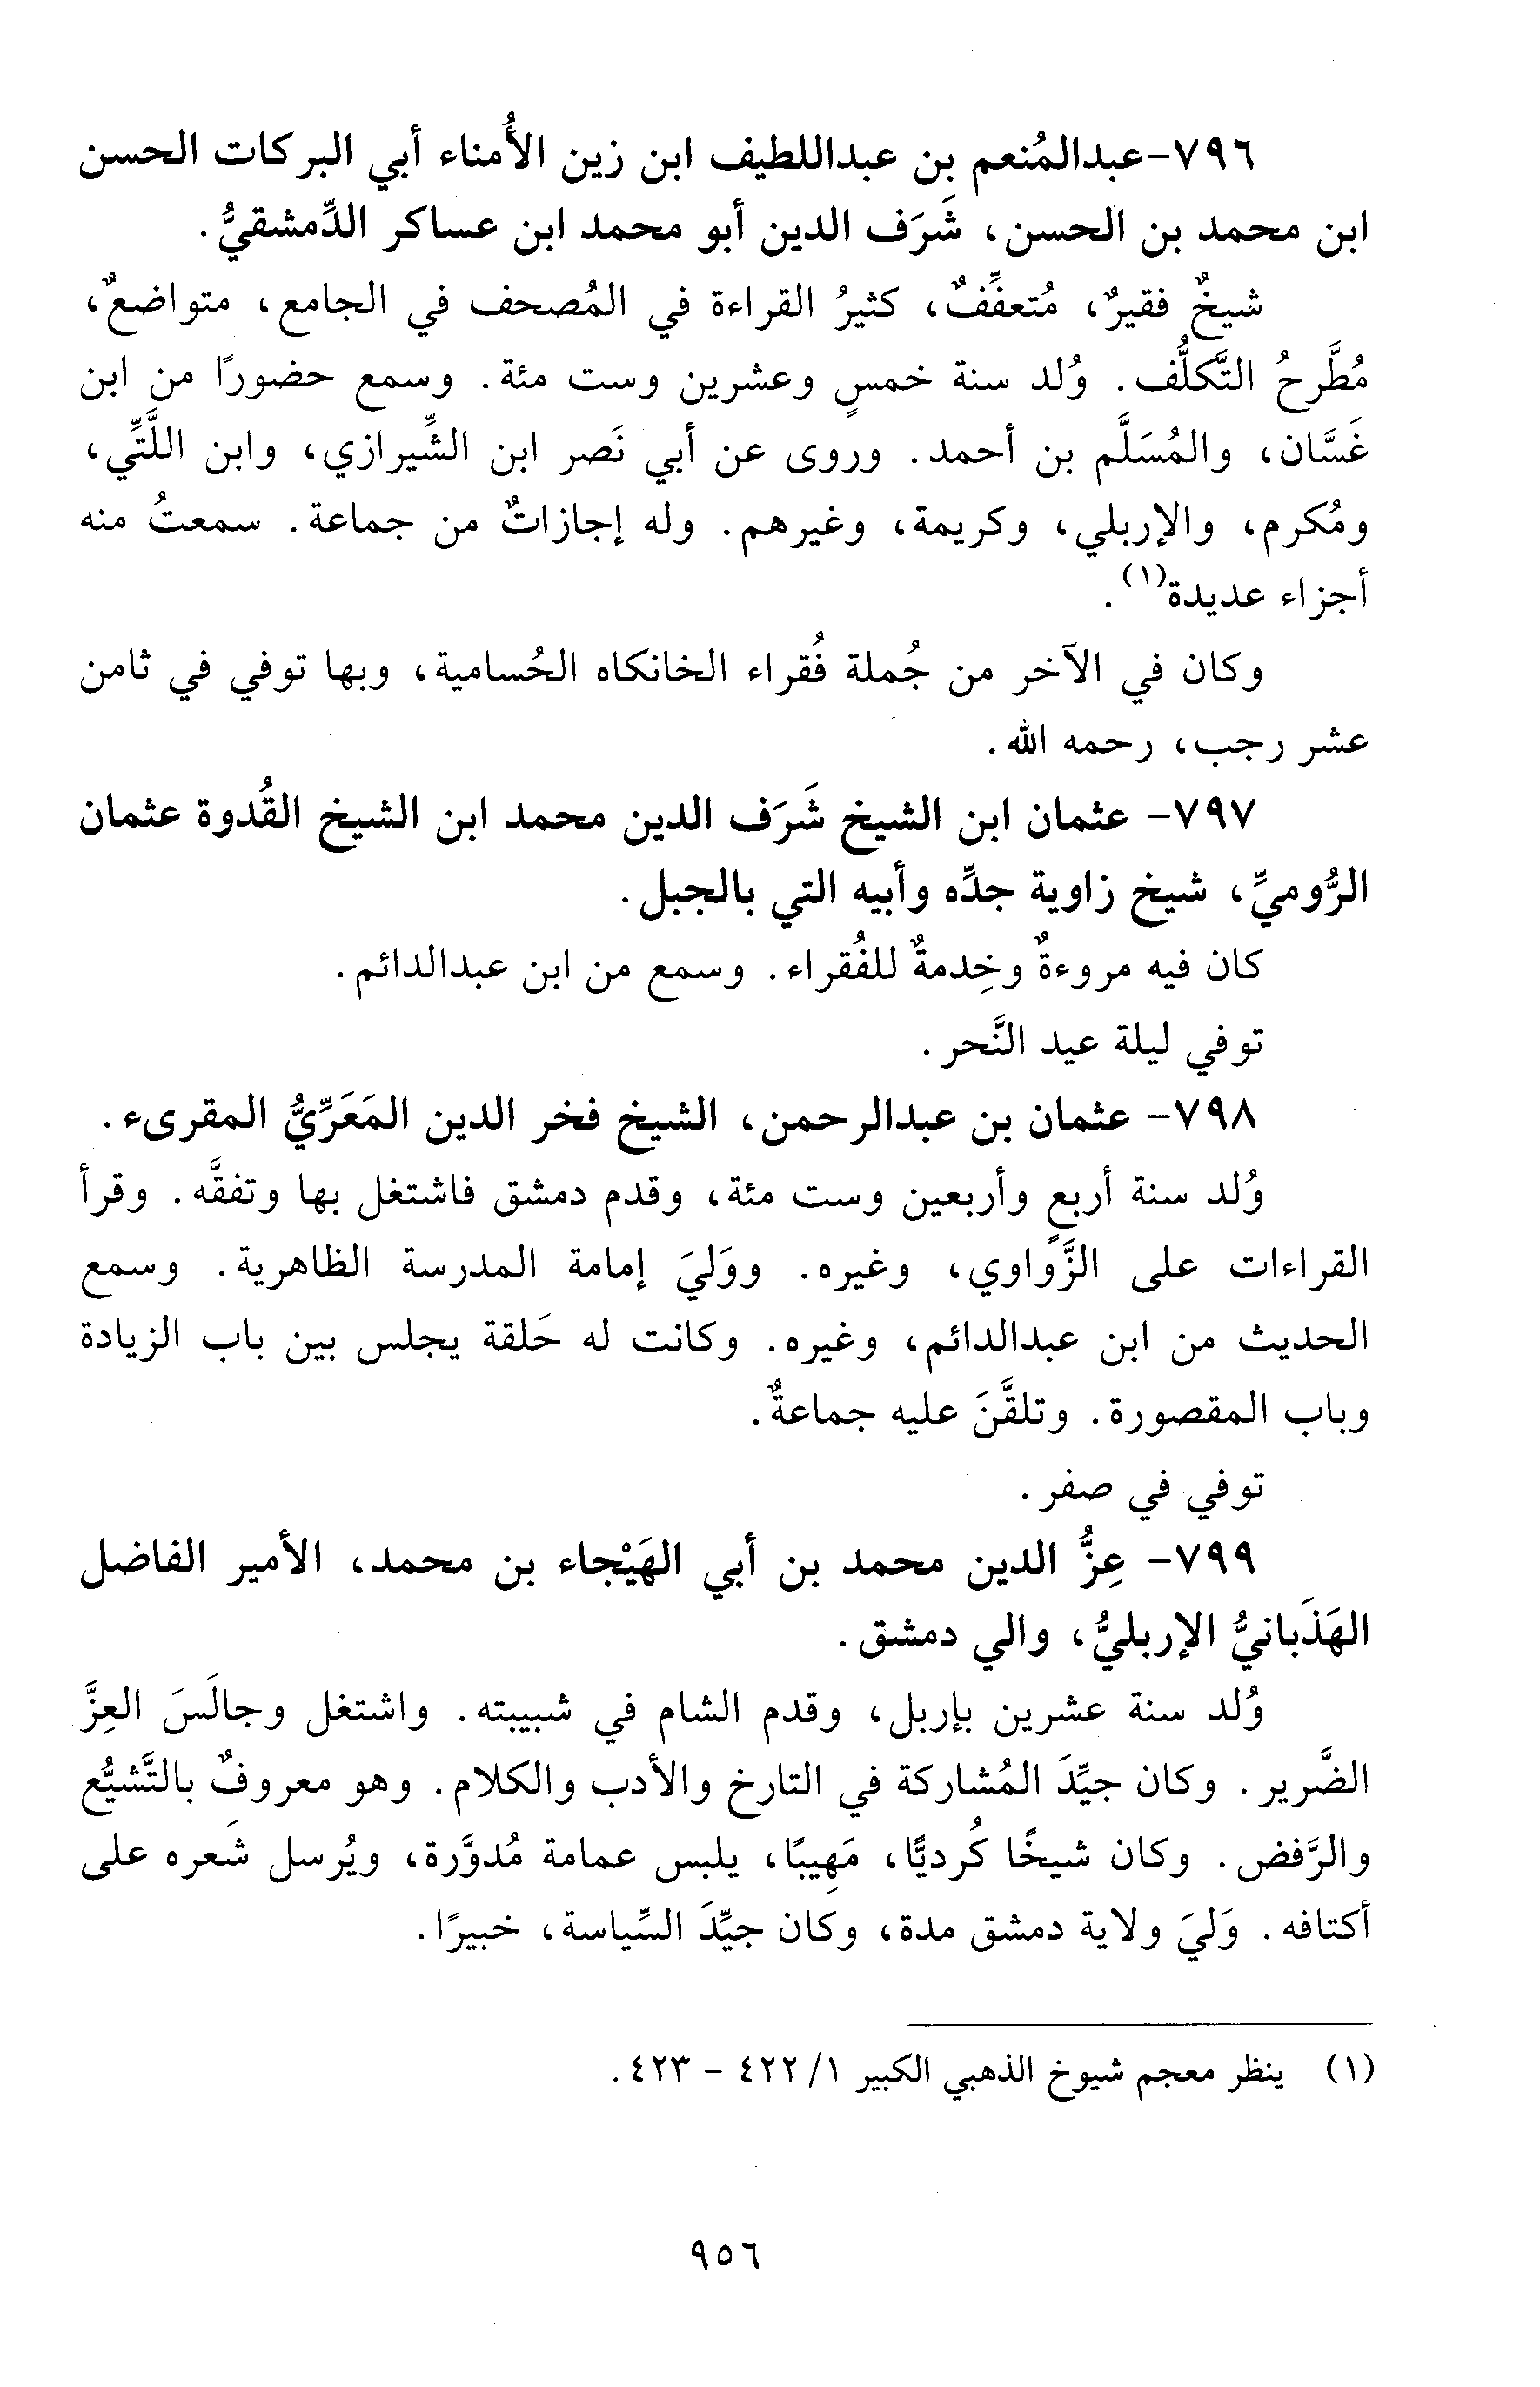 ٧٩٦-عبدالمُنعم بن عبداللطيف ابن زين الأُمناء أبي البركات الحسن
ابن محمد بن الحسن، شَرَف الدين أبو محمد ابن عساكر الدِّمشقيُّ.
شيخٌ فقيرٌ، مُتعفِّفٌ، كثيرُ القراءة في المُصحف في الجامع، متواضعٌ،
مُطَّرحُ التَّكلُّف. وُلد سنة خمسٍ وعشرين وست مئة. وسمع حضورًا من ابن
غَسَّان، والمُسَلَّم بن أحمد. وروى عن أبي نَصر ابن الشِّيرازي، وابن اللَّتِّي،
ومُكرم، والإربلي، وكريمة، وغيرهم. وله إجازاتٌ من جماعة. سمعتُ منه
أجزاء عديدة(١).
وكان في الآخر من جُملة فُقراء الخانكاه الحُسامية، وبها توفي في ثامن
عشر رجب، رحمه الله.
٧٩٧- عثمان ابن الشيخ شَرَف الدين محمد ابن الشيخ القُدوة عثمان
الرُّوميِّ، شيخ زاوية جدِّه وأبيه التي بالجبل.
كان فيه مروءةٌ وخِدمةٌ للفُقراء. وسمع من ابن عبدالدائم.
توفي ليلة عيد النَّحر.
٧٩٨- عثمان بن عبدالرحمن، الشيخ فخر الدين المَعَرِّيُّ المقرىء.
وُلد سنة أربعٍ وأربعين وست مئة، وقدم دمشق فاشتغل بها وتفقَّه. وقرأ
القراءات على الزَّواوي، وغيره. ووَليَ إمامة المدرسة الظاهرية. وسمع
الحديث من ابن عبدالدائم، وغيره. وكانت له حَلقة يجلس بين باب الزيادة
وباب المقصورة. وتلقَّنَ عليه جماعةٌ.
توفي في صفر.
٧٩٩- عِزُّ الدين محمد بن أبي الهَيْجاء بن محمد، الأمير الفاضل
الهَذَبانيُّ الإربليُّ، والي دمشق.
وُلد سنة عشرين بإربل، وقدم الشام في شبيبته. واشتغل وجالَسَ العِزَّ
الضَّرير. وكان جيِّدَ المُشاركة في التارخ والأدب والكلام. وهو معروفٌ بالتَّشيُّع
والرَّفض. وكان شيخًا كُرديًّا، مَهِيبًا، يلبس عمامة مُدوَّرة، ويُرسل شَعره على
أكتافه. وَليَ ولاية دمشق مدة، وكان جيِّدَ السِّياسة، خبيرًا.
(١) ينظر معجم شيوخ الذهبي الكبير ١/ ٤٢٢ - ٤٢٣.
٩٥٦